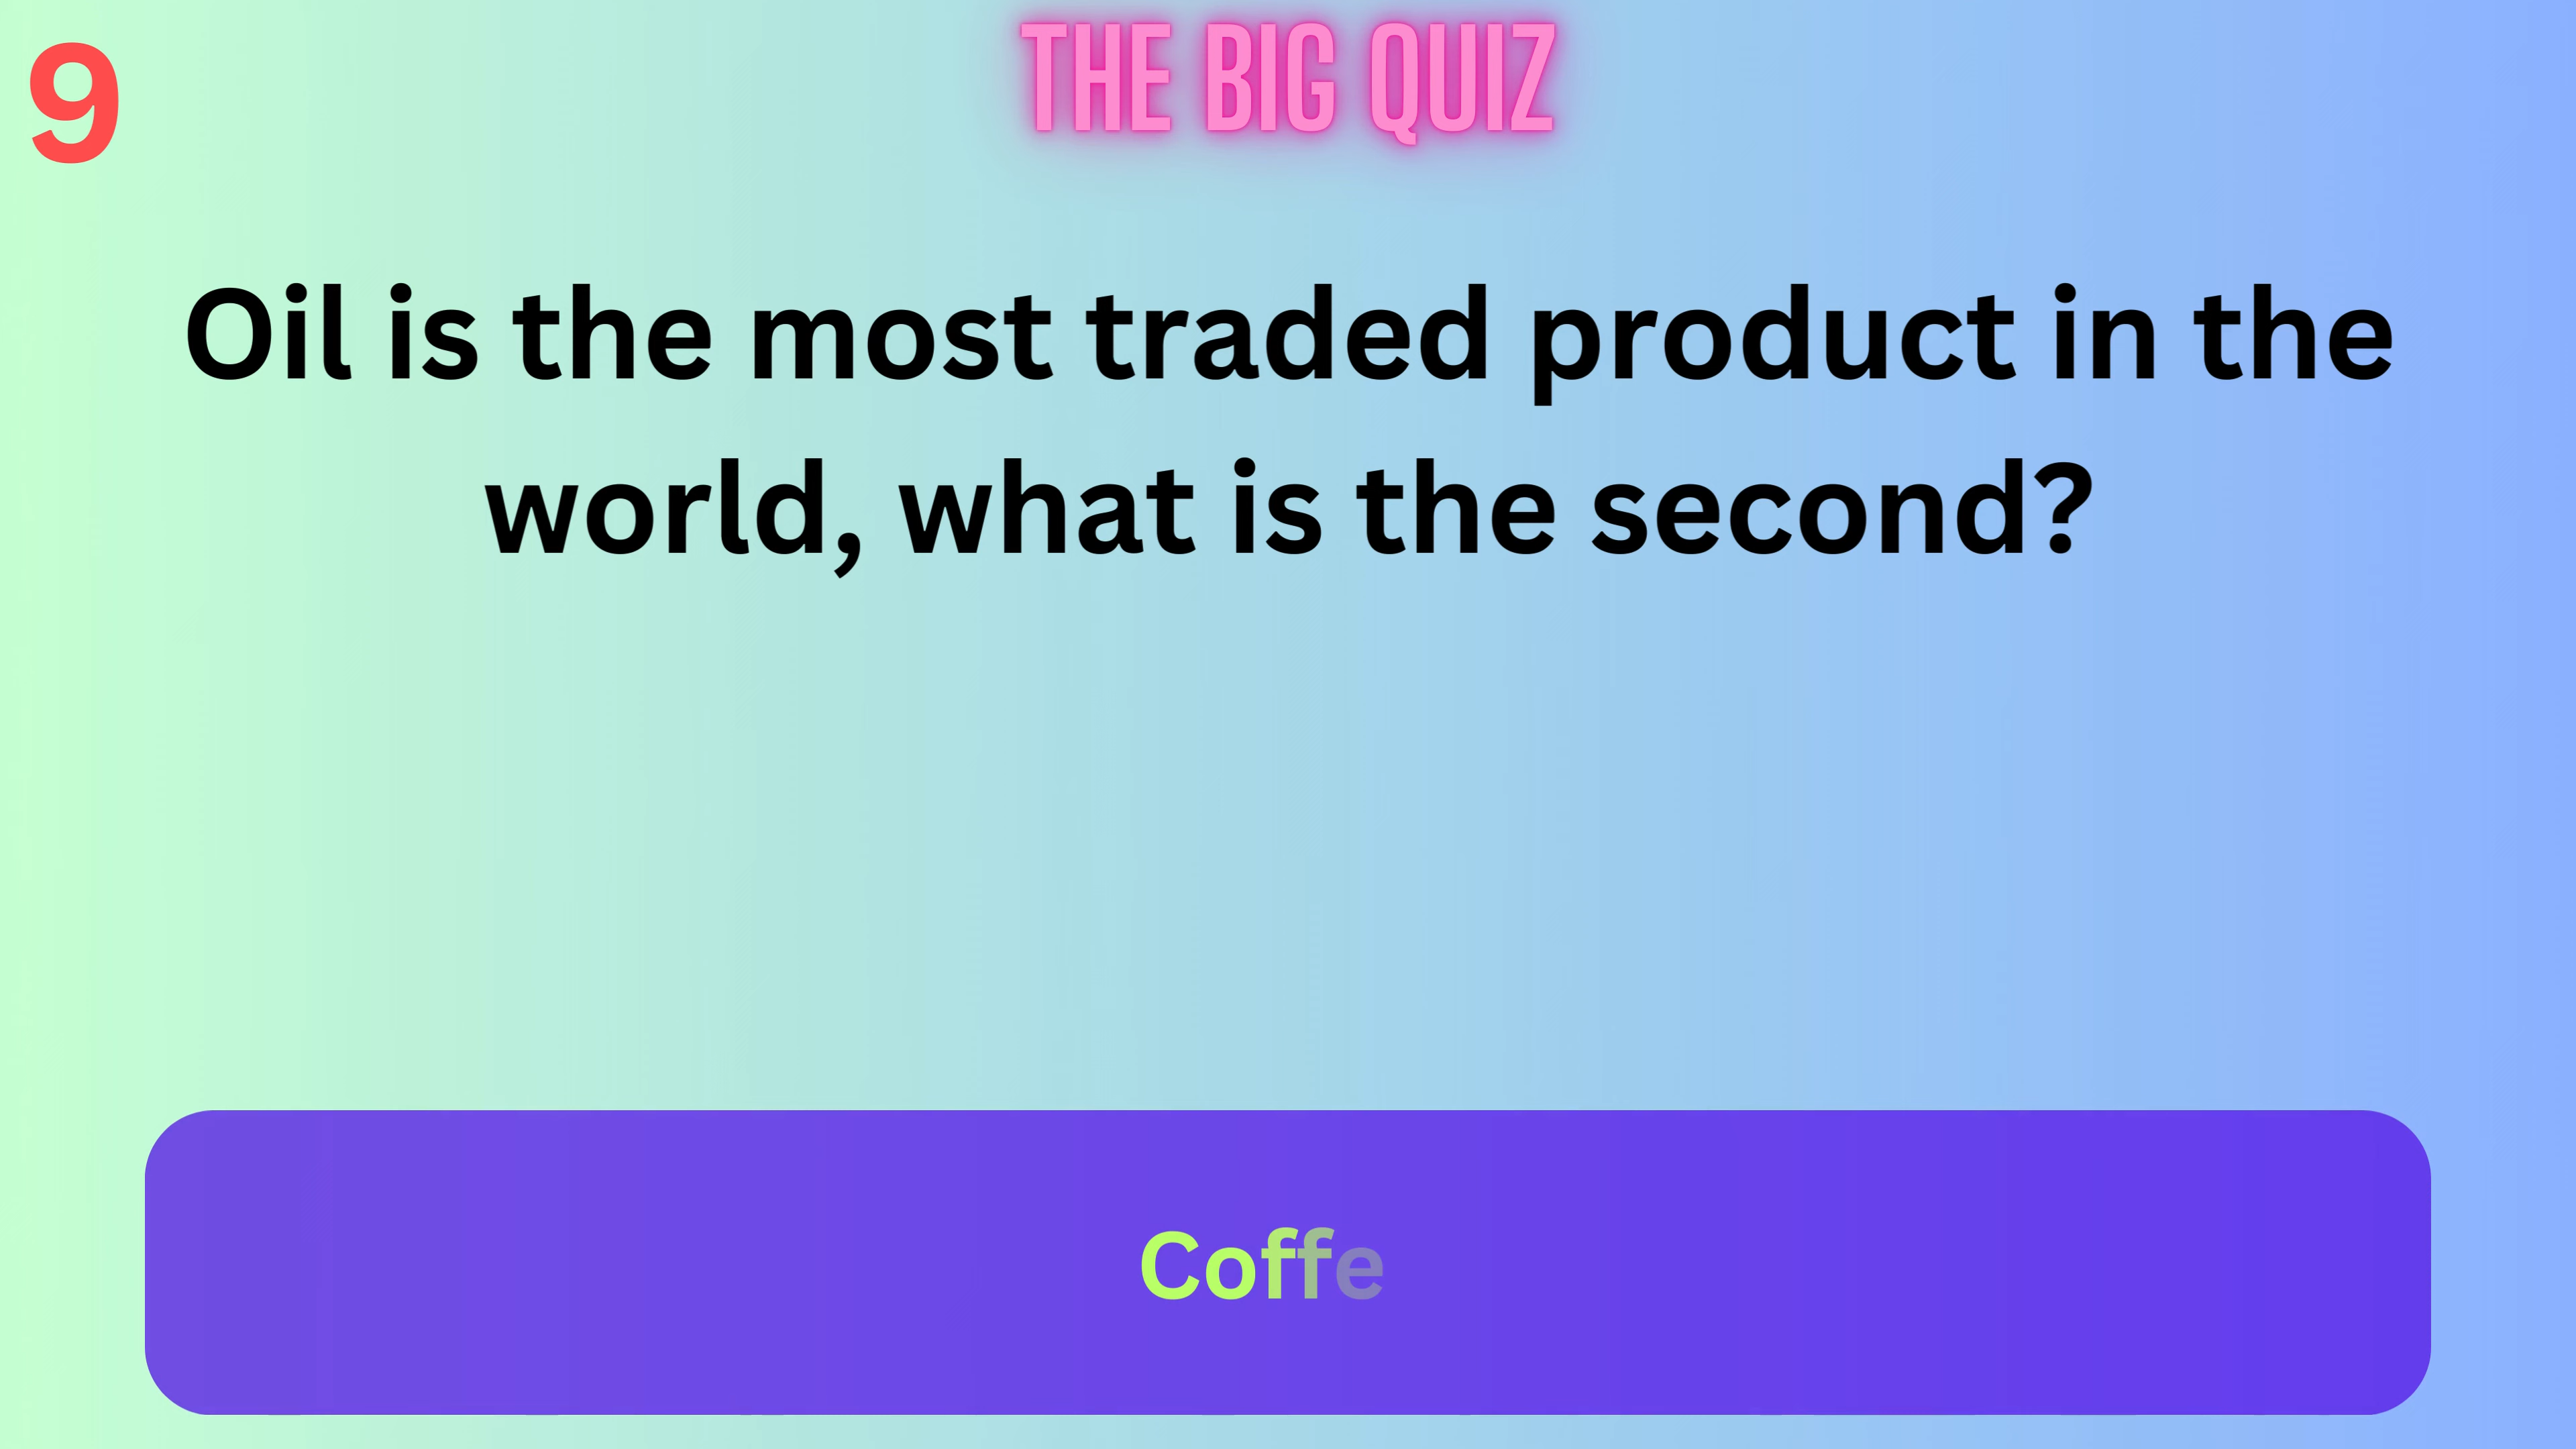 9
THE BIG QUIZ
Oil is the most traded product in the
world, what is the second?
Coffe